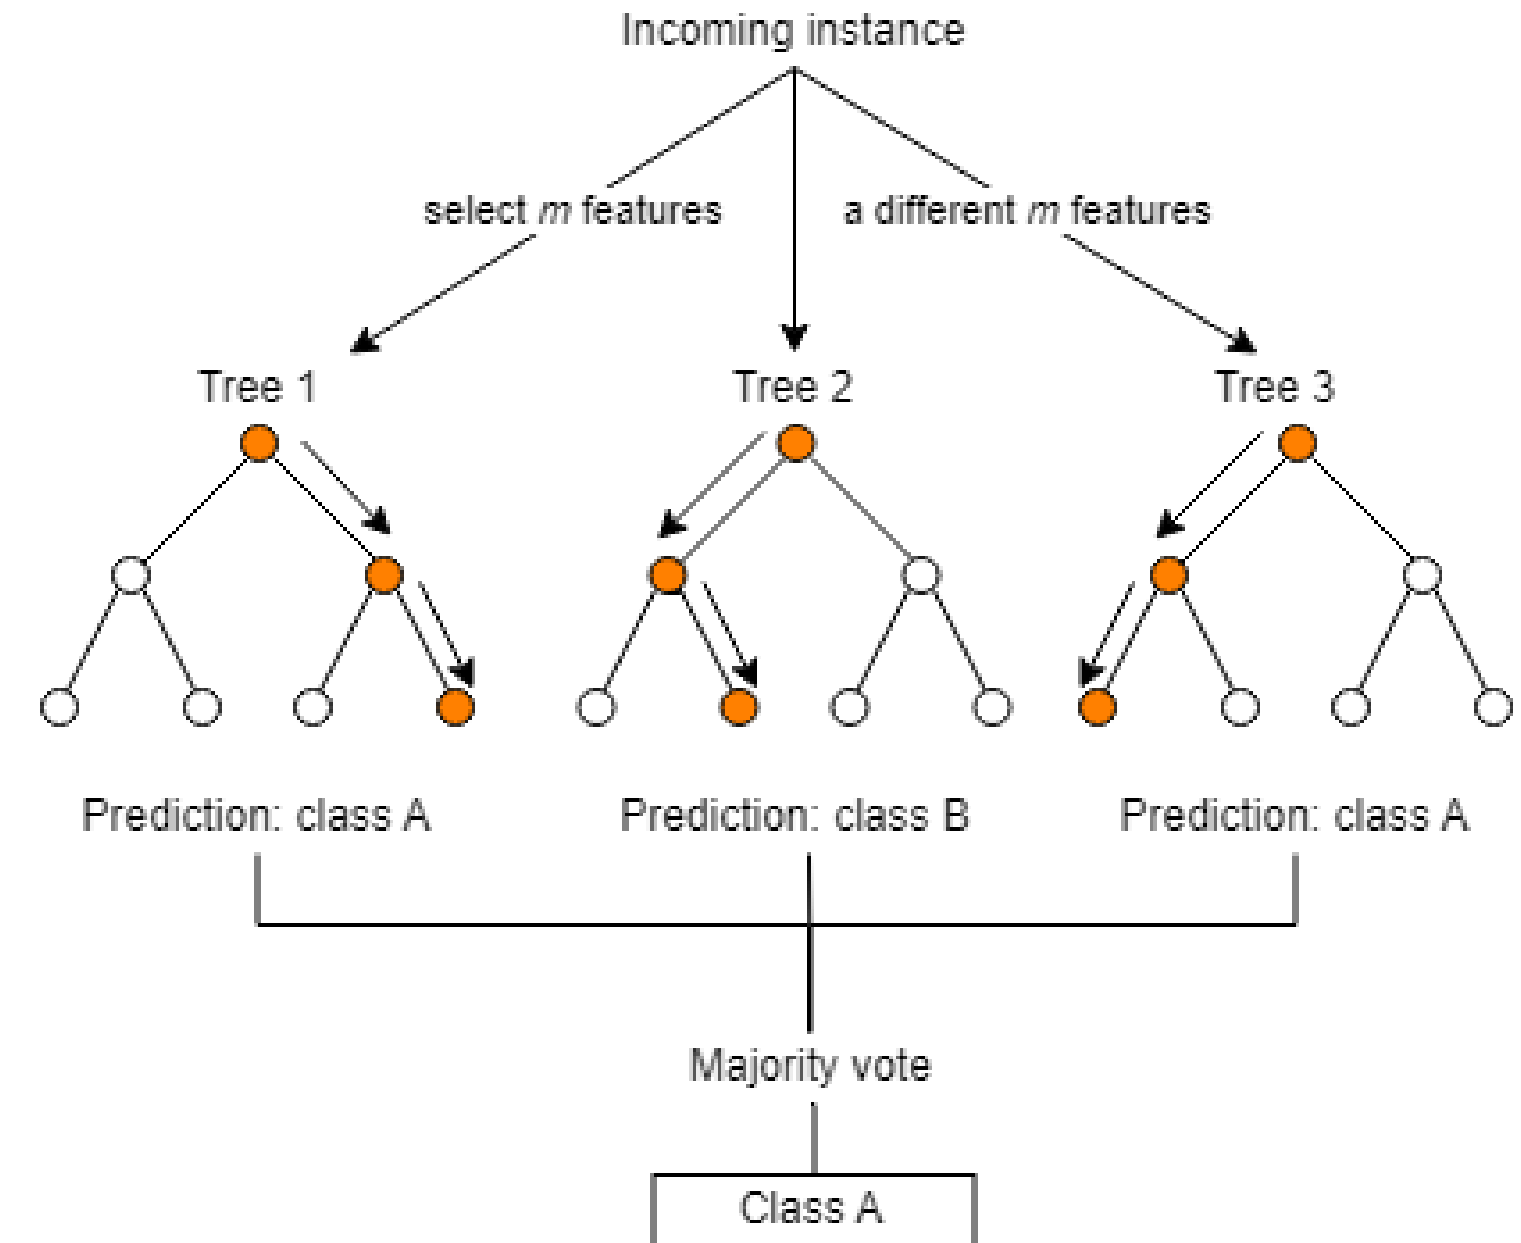 Incoming instance
select m features
a different m features
Tree 1
Tree 2
Tree 3
Prediction: class A
Prediction: class B
Prediction: class A
Majority vote
Class A